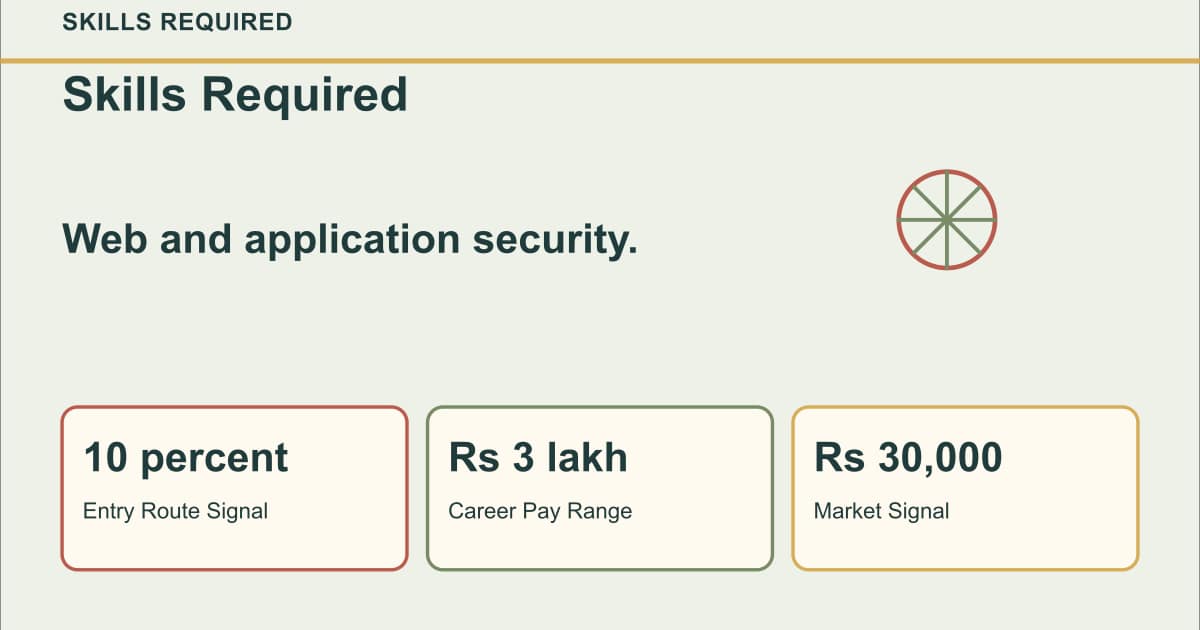 SKILLS REQUIRED
Skills Required
Web and application security.
10 percent
Entry Route Signal
Rs 3 lakh
Career Pay Range
Rs 30,000
Market Signal